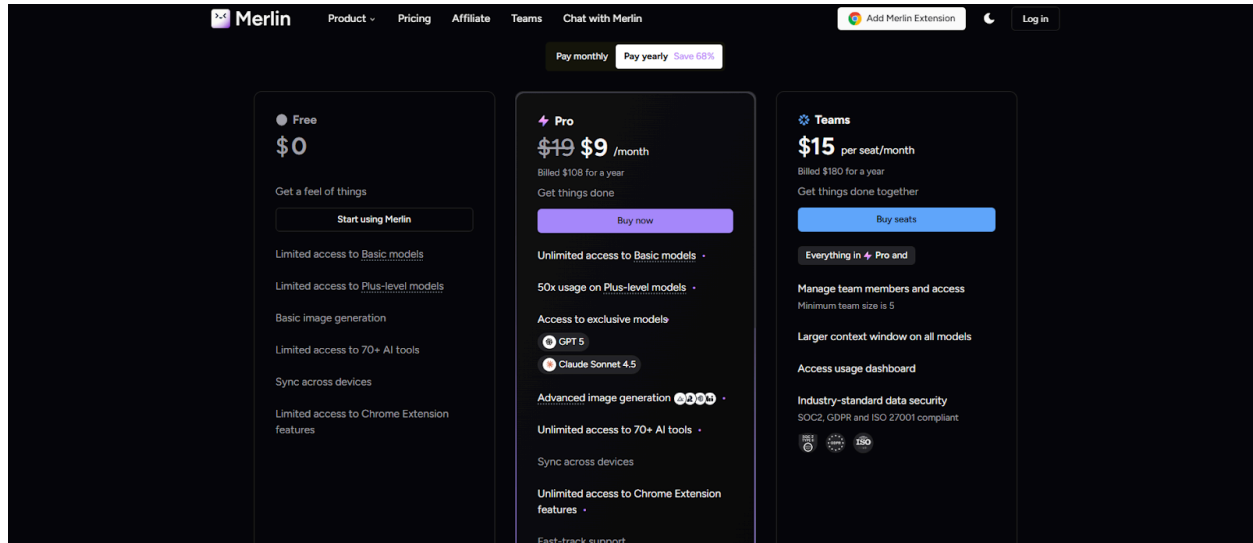 Merlin
Product
Pricing
Affiliate
Teams
Chat with Merlin
Add Merlin Extension
Log in
Pay monthly
Pay yearly Save 68%
Free
$0
Get a feel of things
Start using Merlin
Limited access to Basic models
Limited access to Plus-level models
Basic image generation
Limited access to 70+ AI tools
Sync across devices
Limited access to Chrome Extension
features
Pro
$19 $9 /month
Billed $108 for a year
Get things done
Buy now
Unlimited access to Basic models
50x usage on Plus-level models
Access to exclusive models
GPT 5
Claude Sonnet 4.5
Advanced image generation
Unlimited access to 70+ AI tools
Sync across devices
Unlimited access to Chrome Extension
features
Fast-track support
Teams
$15 per seat/month
Billed $180 for a year
Get things done together
Buy seats
Everything in Pro and
Manage team members and access
Minimum team size is 5
Larger context window on all models
Access usage dashboard
Industry-standard data security
SOC2, GDPR and ISO 27001 compliant
GDPR
ISO